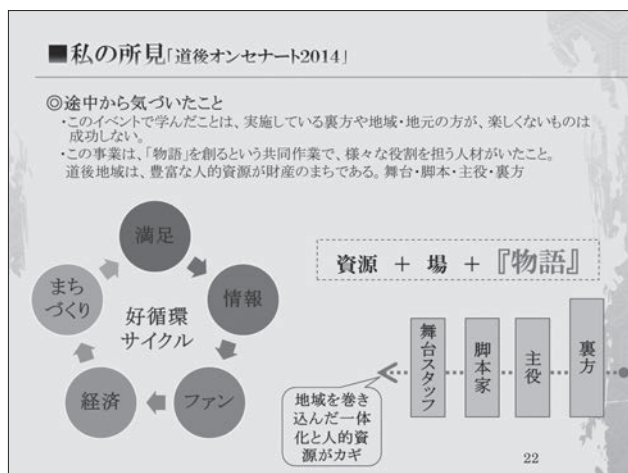 ■私の所見「道後オンセナート2014」
◎途中から気づいたこと
・このイベントで学んだことは、実施している裏方や地域・地元の方が、楽しくないものは
成功しない。
・この事業は、「物語」を創るという共同作業で、様々な役割を担う人材がいたこと。
道後地域は、豊富な人的資源が財産のまちである。舞台・脚本・主役・裏方
満足
情報
ファン
経済
まち
づくり
好循環
サイクル
資源 + 場 + 『物語』
舞台スタッフ
脚本家
主役
裏方
地域を巻き
込んだ一体
化と人的資
源がカギ
22